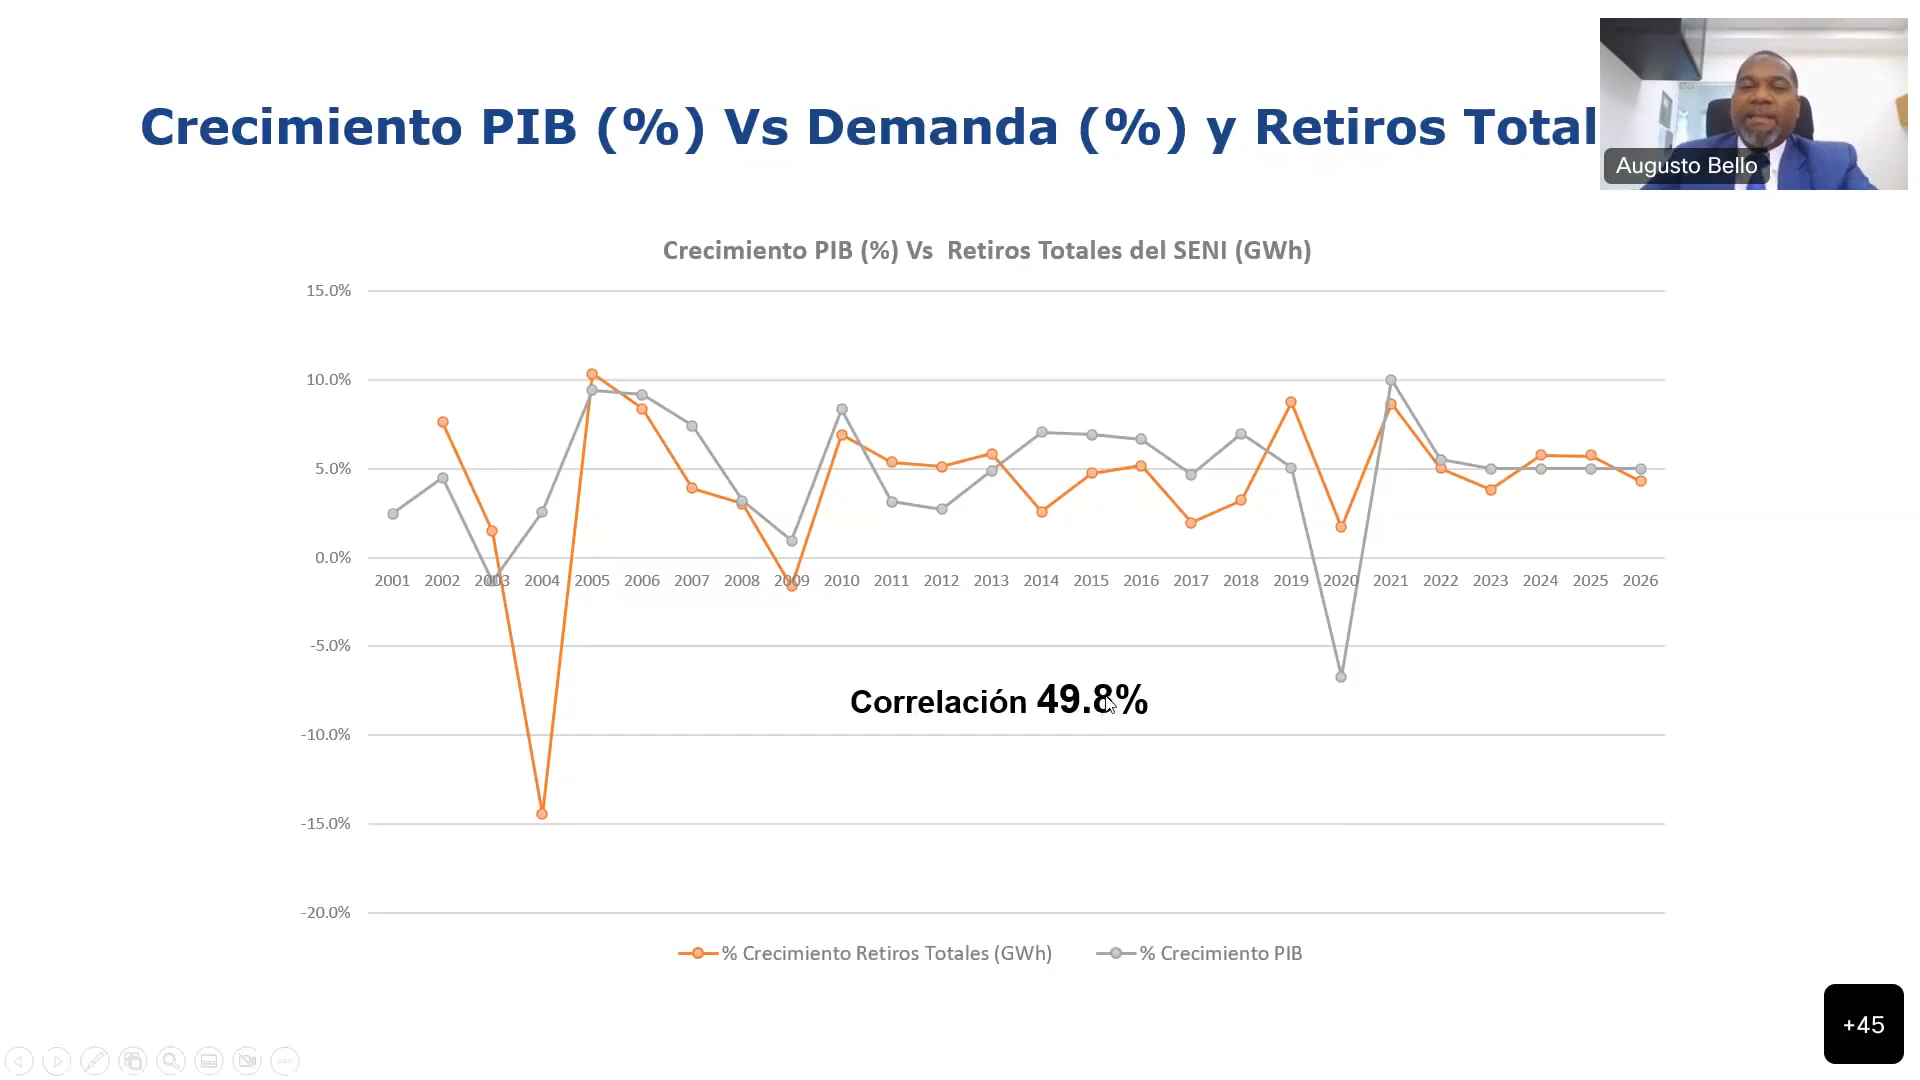 Crecimiento PIB (%) Vs Demanda (%) y Retiros Total
Augusto Bello
Crecimiento PIB (%) Vs  Retiros Totales del SENI (GWh)
15.0%
10.0%
5.0%
0.0%
2001 2002 2003 2004 2005 2006 2007 2008 2009 2010 2011 2012 2013 2014 2015 2016 2017 2018 2019 2020 2021 2022 2023 2024 2025 2026
-5.0%
Correlación 49.8%
-10.0%
-15.0%
-20.0%
% Crecimiento Retiros Totales (GWh) % Crecimiento PIB
+45